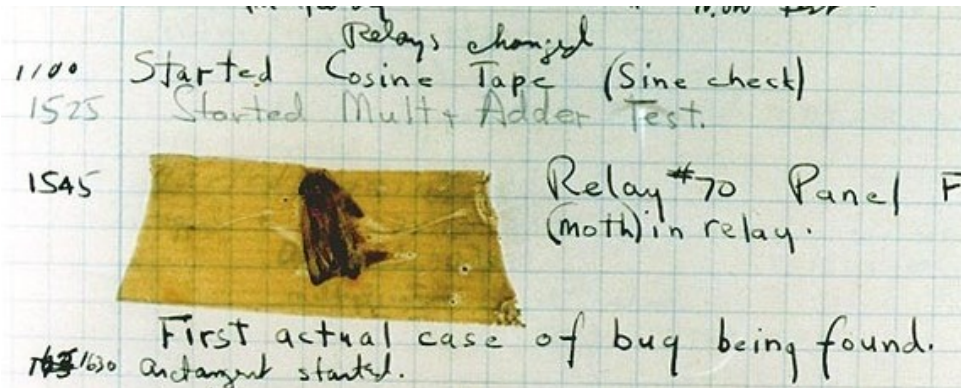 Relays changed
1100 Started Cosine Tape (Sine check)
1525 Started Mult + Adder Test.
1545 Relay #70 Panel F
(moth) in relay.
First actual case of bug being found.
1630 arctangent started.